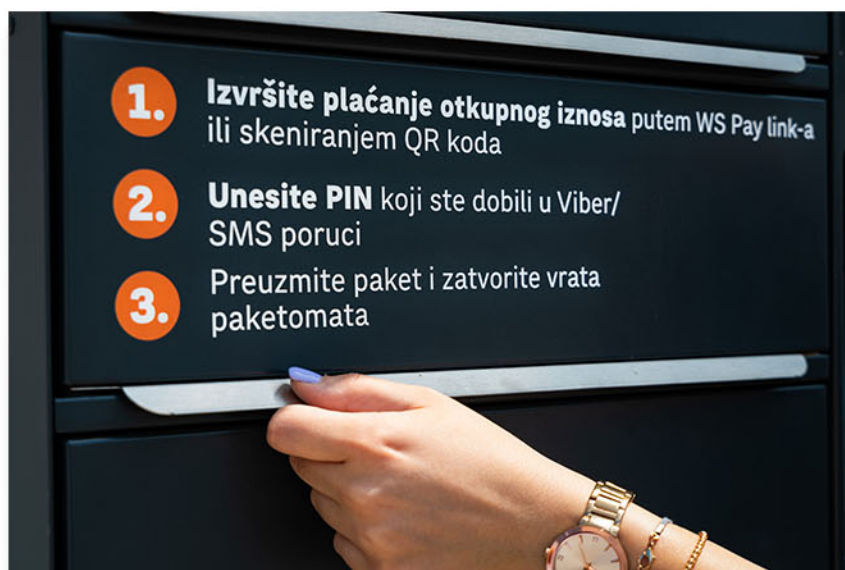 1. Izvršite plaćanje otkupnog iznosa putem WS Pay link-a
ili skeniranjem QR koda
2. Unesite PIN koji ste dobili u Viber/
SMS poruci
3. Preuzmite paket i zatvorite vrata
paketomata